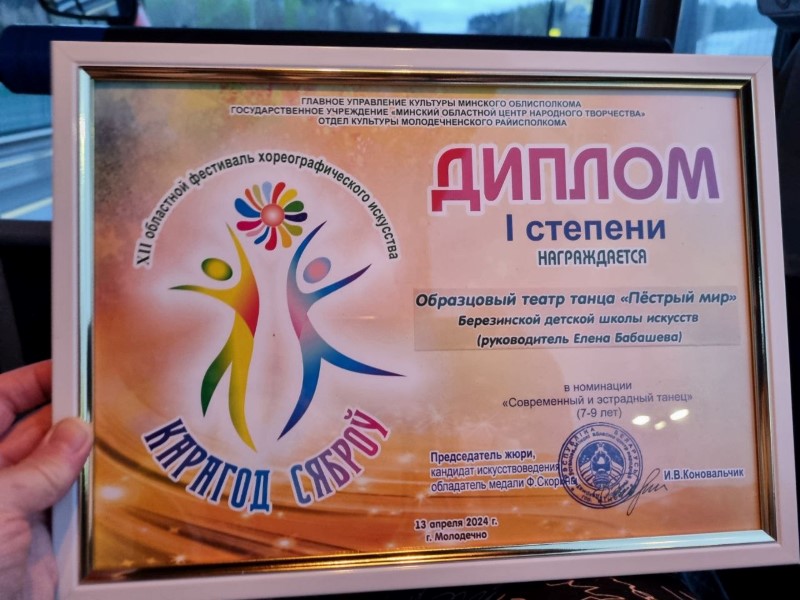 ГЛАВНОЕ УПРАВЛЕНИЕ КУЛЬТУРЫ МИНСКОГО ОБЛИСПОЛКОМА
ГОСУДАРСТВЕННОЕ УЧРЕЖДЕНИЕ «МИНСКИЙ ОБЛАСТНОЙ ЦЕНТР НАРОДНОГО ТВОРЧЕСТВА»
ОТДЕЛ КУЛЬТУРЫ МОЛОДЕЧНЕНСКОГО РАЙИСПОЛКОМА
XII областной фестиваль хореографического искусства
КАРАГОД СЯБРОЎ
ДИПЛОМ
I степени
НАГРАЖДАЕТСЯ
Образцовый театр танца «Пёстрый мир»
Березинской детской школы искусств
(руководитель Елена Бабашева)
в номинации
«Современный и эстрадный танец»
(7-9 лет)
Председатель жюри,
кандидат искусствоведения
обладатель медали Ф.Скорины
И.В.Коновальчик
13 апреля 2024 г.
г. Молодечно